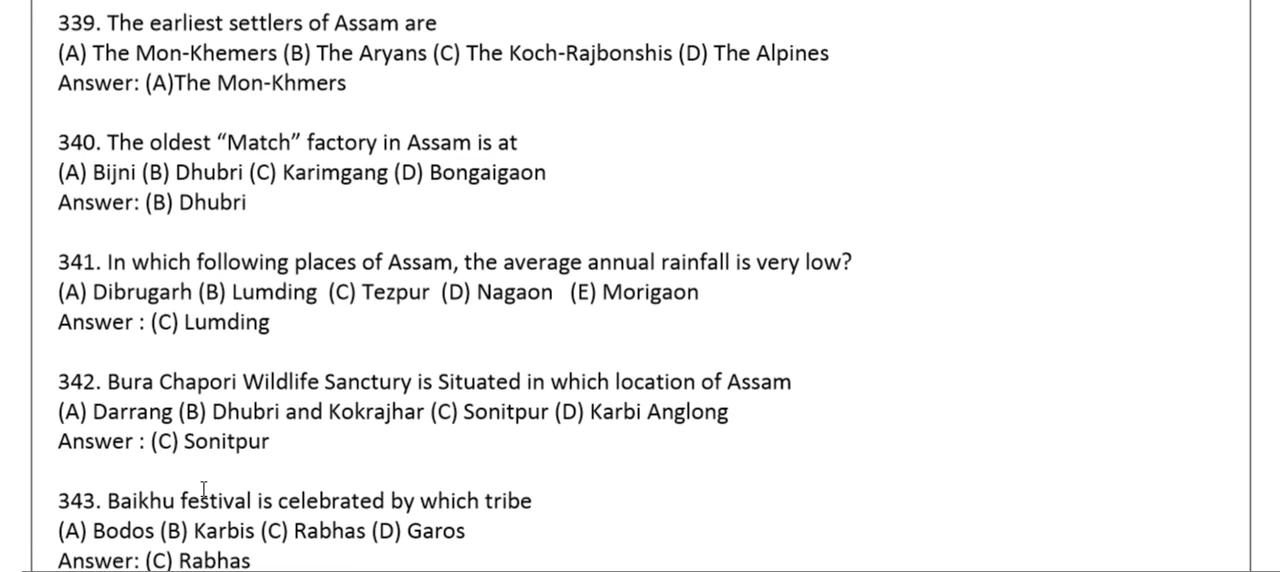 339. The earliest settlers of Assam are
(A) The Mon-Khemers (B) The Aryans (C) The Koch-Rajbonshis (D) The Alpines
Answer: (A)The Mon-Khmers
340. The oldest “Match” factory in Assam is at
(A) Bijni (B) Dhubri (C) Karimgang (D) Bongaigaon
Answer: (B) Dhubri
341. In which following places of Assam, the average annual rainfall is very low?
(A) Dibrugarh (B) Lumding (C) Tezpur (D) Nagaon (E) Morigaon
Answer : (C) Lumding
342. Bura Chapori Wildlife Sanctury is Situated in which location of Assam
(A) Darrang (B) Dhubri and Kokrajhar (C) Sonitpur (D) Karbi Anglong
Answer : (C) Sonitpur
343. Baikhu festival is celebrated by which tribe
(A) Bodos (B) Karbis (C) Rabhas (D) Garos
Answer: (C) Rabhas